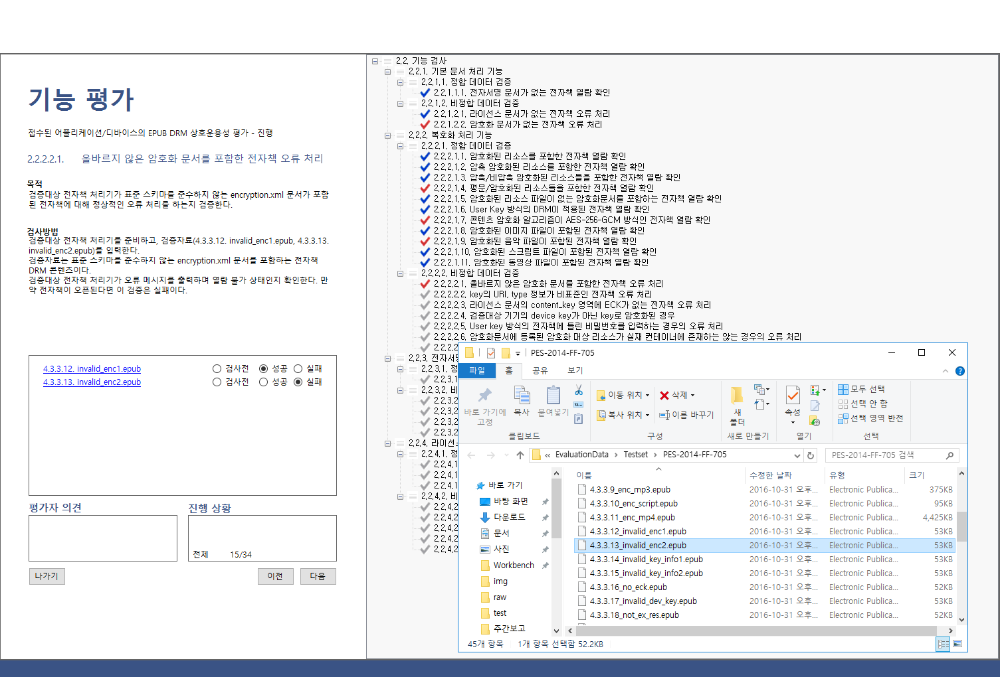 기능 평가
접수된 어플리케이션/디바이스의 EPUB DRM 상호운용성 평가 - 진행
2.2.2.2.1. 올바르지 않은 암호화 문서를 포함한 전자책 오류 처리
목적
검증대상 전자책 처리기가 표준 스키마를 준수하지 않는 encryption.xml 문서가 포함
된 전자책에 대해 정상적인 오류 처리를 하는지 검증한다.
검사방법
검증대상 전자책 처리기를 준비하고, 검증자료(4.3.3.12. invalid_enc1.epub, 4.3.3.13.
invalid_enc2.epub)를 입력한다.
검증자료는 표준 스키마를 준수하지 않는 encryption.xml 문서를 포함하는 전자책
DRM 콘텐츠이다.
검증대상 전자책 처리기가 오류 메시지를 출력하며 열람 불가 상태인지 확인한다. 만
약 전자책이 오픈된다면 이 검증은 실패이다.
4.3.3.12. invalid_enc1.epub 검사전 성공 실패
4.3.3.13. invalid_enc2.epub 검사전 성공 실패
평가자 의견
진행 상황
전체 15/34
나가기 이전 다음
2.2. 기능 검사
2.2.1. 기본 문서 처리 기능
2.2.1.1. 정합 데이터 검증
2.2.1.1.1. 전자서명 문서가 없는 전자책 열람 확인
2.2.1.2. 비정합 데이터 검증
2.2.1.2.1. 라이선스 문서가 없는 전자책 오류 처리
2.2.1.2.2. 암호화 문서가 없는 전자책 오류 처리
2.2.2. 복호화 처리 기능
2.2.2.1. 정합 데이터 검증
2.2.2.1.1. 암호화된 리소스를 포함한 전자책 열람 확인
2.2.2.1.2. 압축 암호화된 리소스를 포함한 전자책 열람 확인
2.2.2.1.3. 압축/비압축 암호화된 리소스들을 포함한 전자책 열람 확인
2.2.2.1.4. 평문/암호화된 리소스들을 포함한 전자책 열람 확인
2.2.2.1.5. 암호화된 리소스 파일이 없는 암호화문서를 포함하는 전자책 열람 확인
2.2.2.1.6. User Key 방식의 DRM이 적용된 전자책 열람 확인
2.2.2.1.7. 콘텐츠 암호화 알고리즘이 AES-256-GCM 방식인 전자책 열람 확인
2.2.2.1.8. 암호화된 이미지 파일이 포함된 전자책 열람 확인
2.2.2.1.9. 암호화된 음악 파일이 포함된 전자책 열람 확인
2.2.2.1.10. 암호화된 스크립트 파일이 포함된 전자책 열람 확인
2.2.2.1.11. 암호화된 동영상 파일이 포함된 전자책 열람 확인
2.2.2.2. 비정합 데이터 검증
2.2.2.2.1. 올바르지 않은 암호화 문서를 포함한 전자책 오류 처리
2.2.2.2.2. key의 URI, type 정보가 비표준인 전자책 오류 처리
2.2.2.2.3. 라이선스 문서의 content_key 영역에 ECK가 없는 전자책 오류 처리
2.2.2.2.4. 검증대상 기기의 device key가 아닌 key로 암호화된 경우
2.2.2.2.5. User key 방식의 전자책에 틀린 비밀번호를 입력하는 경우의 오류 처리
2.2.2.2.6. 암호화문서에 등록된 암호화 대상 리소스가 실재 컨테이너에 존재하는 않는 경우의 오류 처리
2.2.2.2
2.2.3. 전자서명
2.2.3.1. 정
2.2.3.1
2.2.3.2. 비
2.2.3.2
2.2.3.2
2.2.3.2
2.2.3.2
2.2.4. 라이선스
2.2.4.1. 정
2.2.4.1
2.2.4.1
2.2.4.1
2.2.4.2. 비
2.2.4.2
2.2.4.2
2.2.4.2
2.2.4.2
2.2.4.2
PES-2014-FF-705
파일 홈 공유 보기
바로 가기에
고정
복사 붙여넣기
클립보드
이동 위치 삭제
복사 위치 이름 바꾸기
구성
새
폴더
새로 만들기
속성
열기
모두 선택
선택 안 함
선택 영역 반전
선택
« EvaluationData › Testset › PES-2014-FF-705
PES-2014-FF-705 검색
바로 가기
바탕 화면
다운로드
문서
사진
Workbench
img
raw
test
주간보고
이름 수정한 날짜 유형 크기
4.3.3.9_enc_mp3.epub 2016-10-31 오후... Electronic Publica... 375KB
4.3.3.10_enc_script.epub 2016-10-31 오후... Electronic Publica... 95KB
4.3.3.11_enc_mp4.epub 2016-10-31 오후... Electronic Publica... 4,425KB
4.3.3.12_invalid_enc1.epub 2016-10-31 오후... Electronic Publica... 53KB
4.3.3.13_invalid_enc2.epub 2016-10-31 오후... Electronic Publica... 53KB
4.3.3.14_invalid_key_info1.epub 2016-10-31 오후... Electronic Publica... 53KB
4.3.3.15_invalid_key_info2.epub 2016-10-31 오후... Electronic Publica... 53KB
4.3.3.16_no_eck.epub 2016-10-31 오후... Electronic Publica... 52KB
4.3.3.17_invalid_dev_key.epub 2016-10-31 오후... Electronic Publica... 53KB
4.3.3.18_not_ex_res.epub 2016-10-31 오후... Electronic Publica... 52KB
45개 항목 1개 항목 선택함 52.2KB